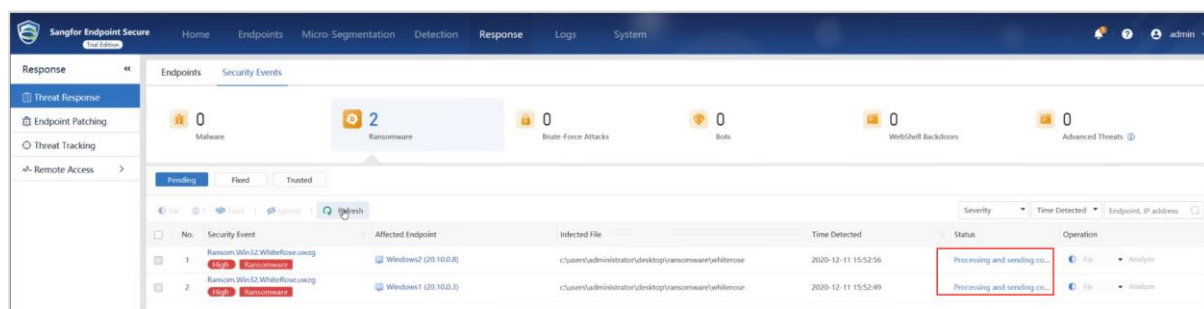 Sangfor Endpoint Secure
Trial Edition
Home Endpoints Micro-Segmentation Detection Response Logs System
admin
Response «
Endpoints Security Events
Threat Response
Endpoint Patching
Threat Tracking
Remote Access >
0
Malware
2
Ransomware
0
Brute-Force Attacks
0
Bots
0
WebShell Backdoors
0
Advanced Threats
Pending Fixed Trusted
Fix Trust Ignore Refresh
Severity Time Detected Endpoint, IP address
No. Security Event Affected Endpoint Infected File Time Detected Status Operation
1 Ransom.Win32.WhiteRose.uwzg Windows2 (20.10.0.8) c:\users\administrator\desktop\ransomware\whiterose 2020-12-11 15:52:56 Processing and sending co... Fix Analyze
High Ransomware
2 Ransom.Win32.WhiteRose.uwzg Windows1 (20.10.0.3) c:\users\administrator\desktop\ransomware\whiterose 2020-12-11 15:52:49 Processing and sending co... Fix Analyze
High Ransomware